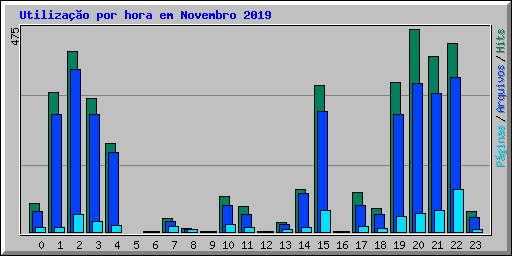 Utilização por hora em Novembro 2019
475
Páginas / Arquivos / Hits
0 1 2 3 4 5 6 7 8 9 10 11 12 13 14 15 16 17 18 19 20 21 22 23